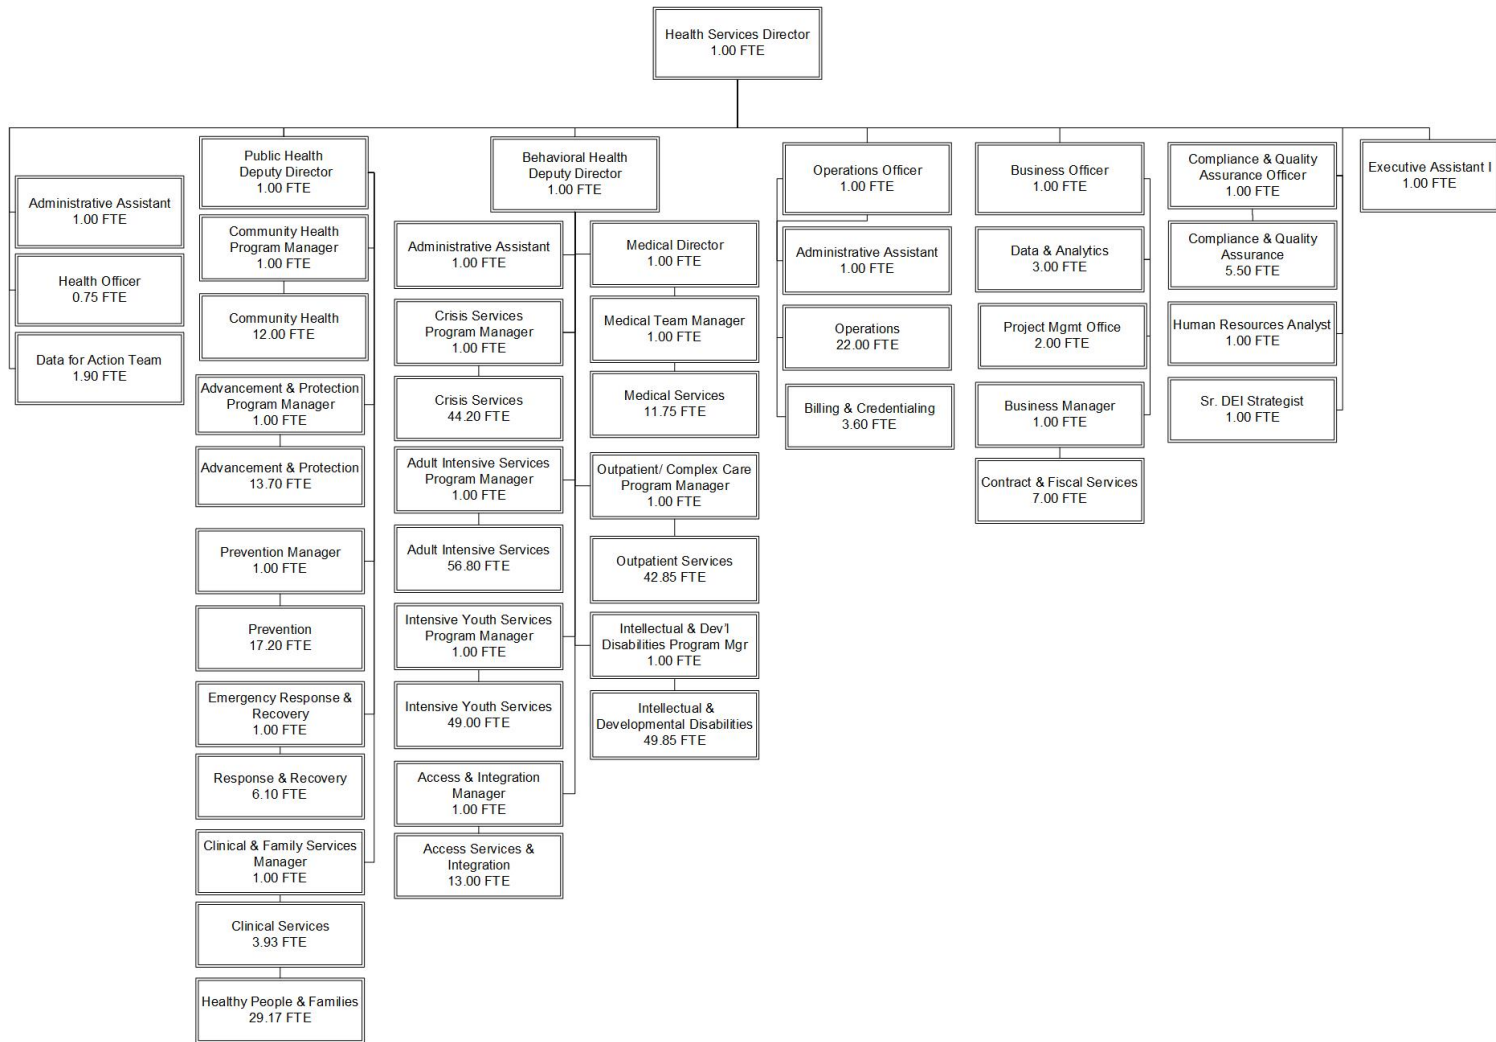 Health Services Director
1.00 FTE
Administrative Assistant
1.00 FTE
Health Officer
0.75 FTE
Data for Action Team
1.90 FTE
Public Health
Deputy Director
1.00 FTE
Community Health
Program Manager
1.00 FTE
Community Health
12.00 FTE
Advancement & Protection
Program Manager
1.00 FTE
Advancement & Protection
13.70 FTE
Prevention Manager
1.00 FTE
Prevention
17.20 FTE
Emergency Response &
Recovery
1.00 FTE
Response & Recovery
6.10 FTE
Clinical & Family Services
Manager
1.00 FTE
Clinical Services
3.93 FTE
Healthy People & Families
29.17 FTE
Behavioral Health
Deputy Director
1.00 FTE
Administrative Assistant
1.00 FTE
Crisis Services
Program Manager
1.00 FTE
Crisis Services
44.20 FTE
Adult Intensive Services
Program Manager
1.00 FTE
Adult Intensive Services
56.80 FTE
Intensive Youth Services
Program Manager
1.00 FTE
Intensive Youth Services
49.00 FTE
Access & Integration
Manager
1.00 FTE
Access Services &
Integration
13.00 FTE
Medical Director
1.00 FTE
Medical Team Manager
1.00 FTE
Medical Services
11.75 FTE
Outpatient/ Complex Care
Program Manager
1.00 FTE
Outpatient Services
42.85 FTE
Intellectual & Dev'l
Disabilities Program Mgr
1.00 FTE
Intellectual &
Developmental Disabilities
49.85 FTE
Operations Officer
1.00 FTE
Administrative Assistant
1.00 FTE
Operations
22.00 FTE
Billing & Credentialing
3.60 FTE
Business Officer
1.00 FTE
Data & Analytics
3.00 FTE
Project Mgmt Office
2.00 FTE
Business Manager
1.00 FTE
Contract & Fiscal Services
7.00 FTE
Compliance & Quality
Assurance Officer
1.00 FTE
Compliance & Quality
Assurance
5.50 FTE
Human Resources Analyst
1.00 FTE
Sr. DEI Strategist
1.00 FTE
Executive Assistant I
1.00 FTE